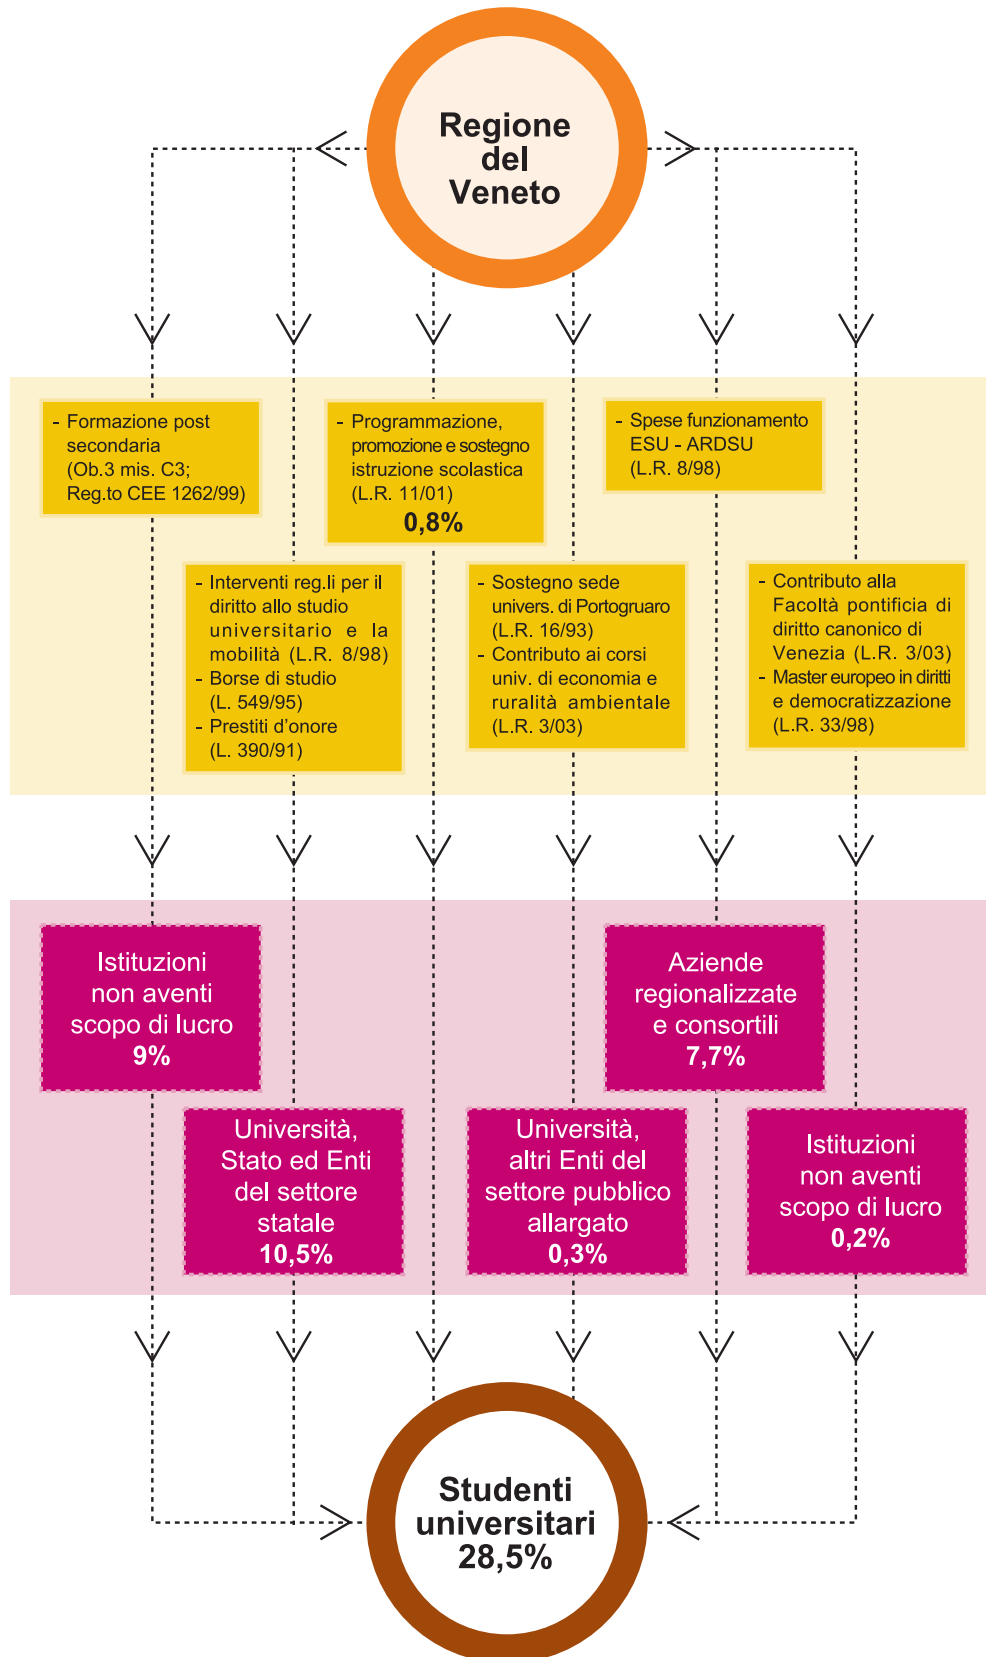 Regione
del
Veneto
- Formazione post
secondaria
(Ob.3 mis. C3;
Reg.to CEE 1262/99)
- Programmazione,
promozione e sostegno
istruzione scolastica
(L.R. 11/01)
0,8%
- Spese funzionamento
ESU - ARDSU
(L.R. 8/98)
- Interventi reg.li per il
diritto allo studio
universitario e la
mobilità (L.R. 8/98)
- Borse di studio
(L. 549/95)
- Prestiti d'onore
(L. 390/91)
- Sostegno sede
univers. di Portogruaro
(L.R. 16/93)
- Contributo ai corsi
univ. di economia e
ruralità ambientale
(L.R. 3/03)
- Contributo alla
Facoltà pontificia di
diritto canonico di
Venezia (L.R. 3/03)
- Master europeo in diritti
e democratizzazione
(L.R. 33/98)
Istituzioni
non aventi
scopo di lucro
9%
Aziende
regionalizzate
e consortili
7,7%
Università,
Stato ed Enti
del settore
statale
10,5%
Università,
altri Enti del
settore pubblico
allargato
0,3%
Istituzioni
non aventi
scopo di lucro
0,2%
Studenti
universitari
28,5%